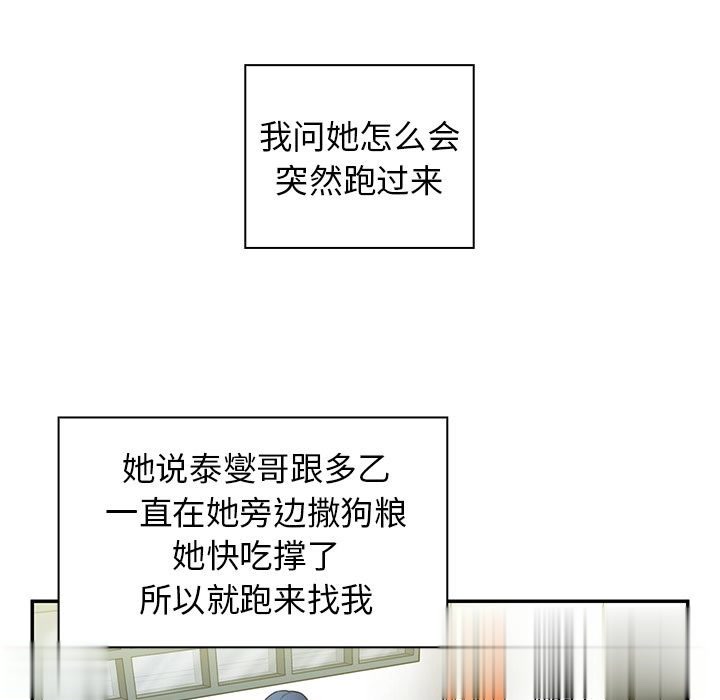 我问她怎么会
突然跑过来
她说泰燮哥跟多乙
一直在她旁边撒狗粮
她快吃撑了
所以就跑来找我